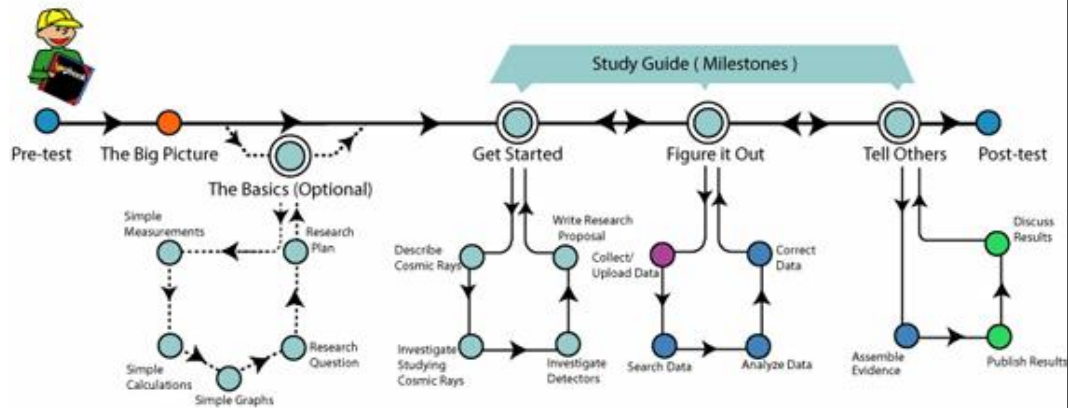 Study Guide ( Milestones )
Pre-test
The Big Picture
The Basics (Optional)
Get Started
Figure it Out
Tell Others
Post-test
Simple
Measurements
Research
Plan
Simple
Calculations
Simple Graphs
Research
Question
Describe
Cosmic Rays
Write Research
Proposal
Investigate
Studying
Cosmic Rays
Investigate
Detectors
Collect/
Upload Data
Correct
Data
Search Data
Analyze Data
Discuss
Results
Assemble
Evidence
Publish Results